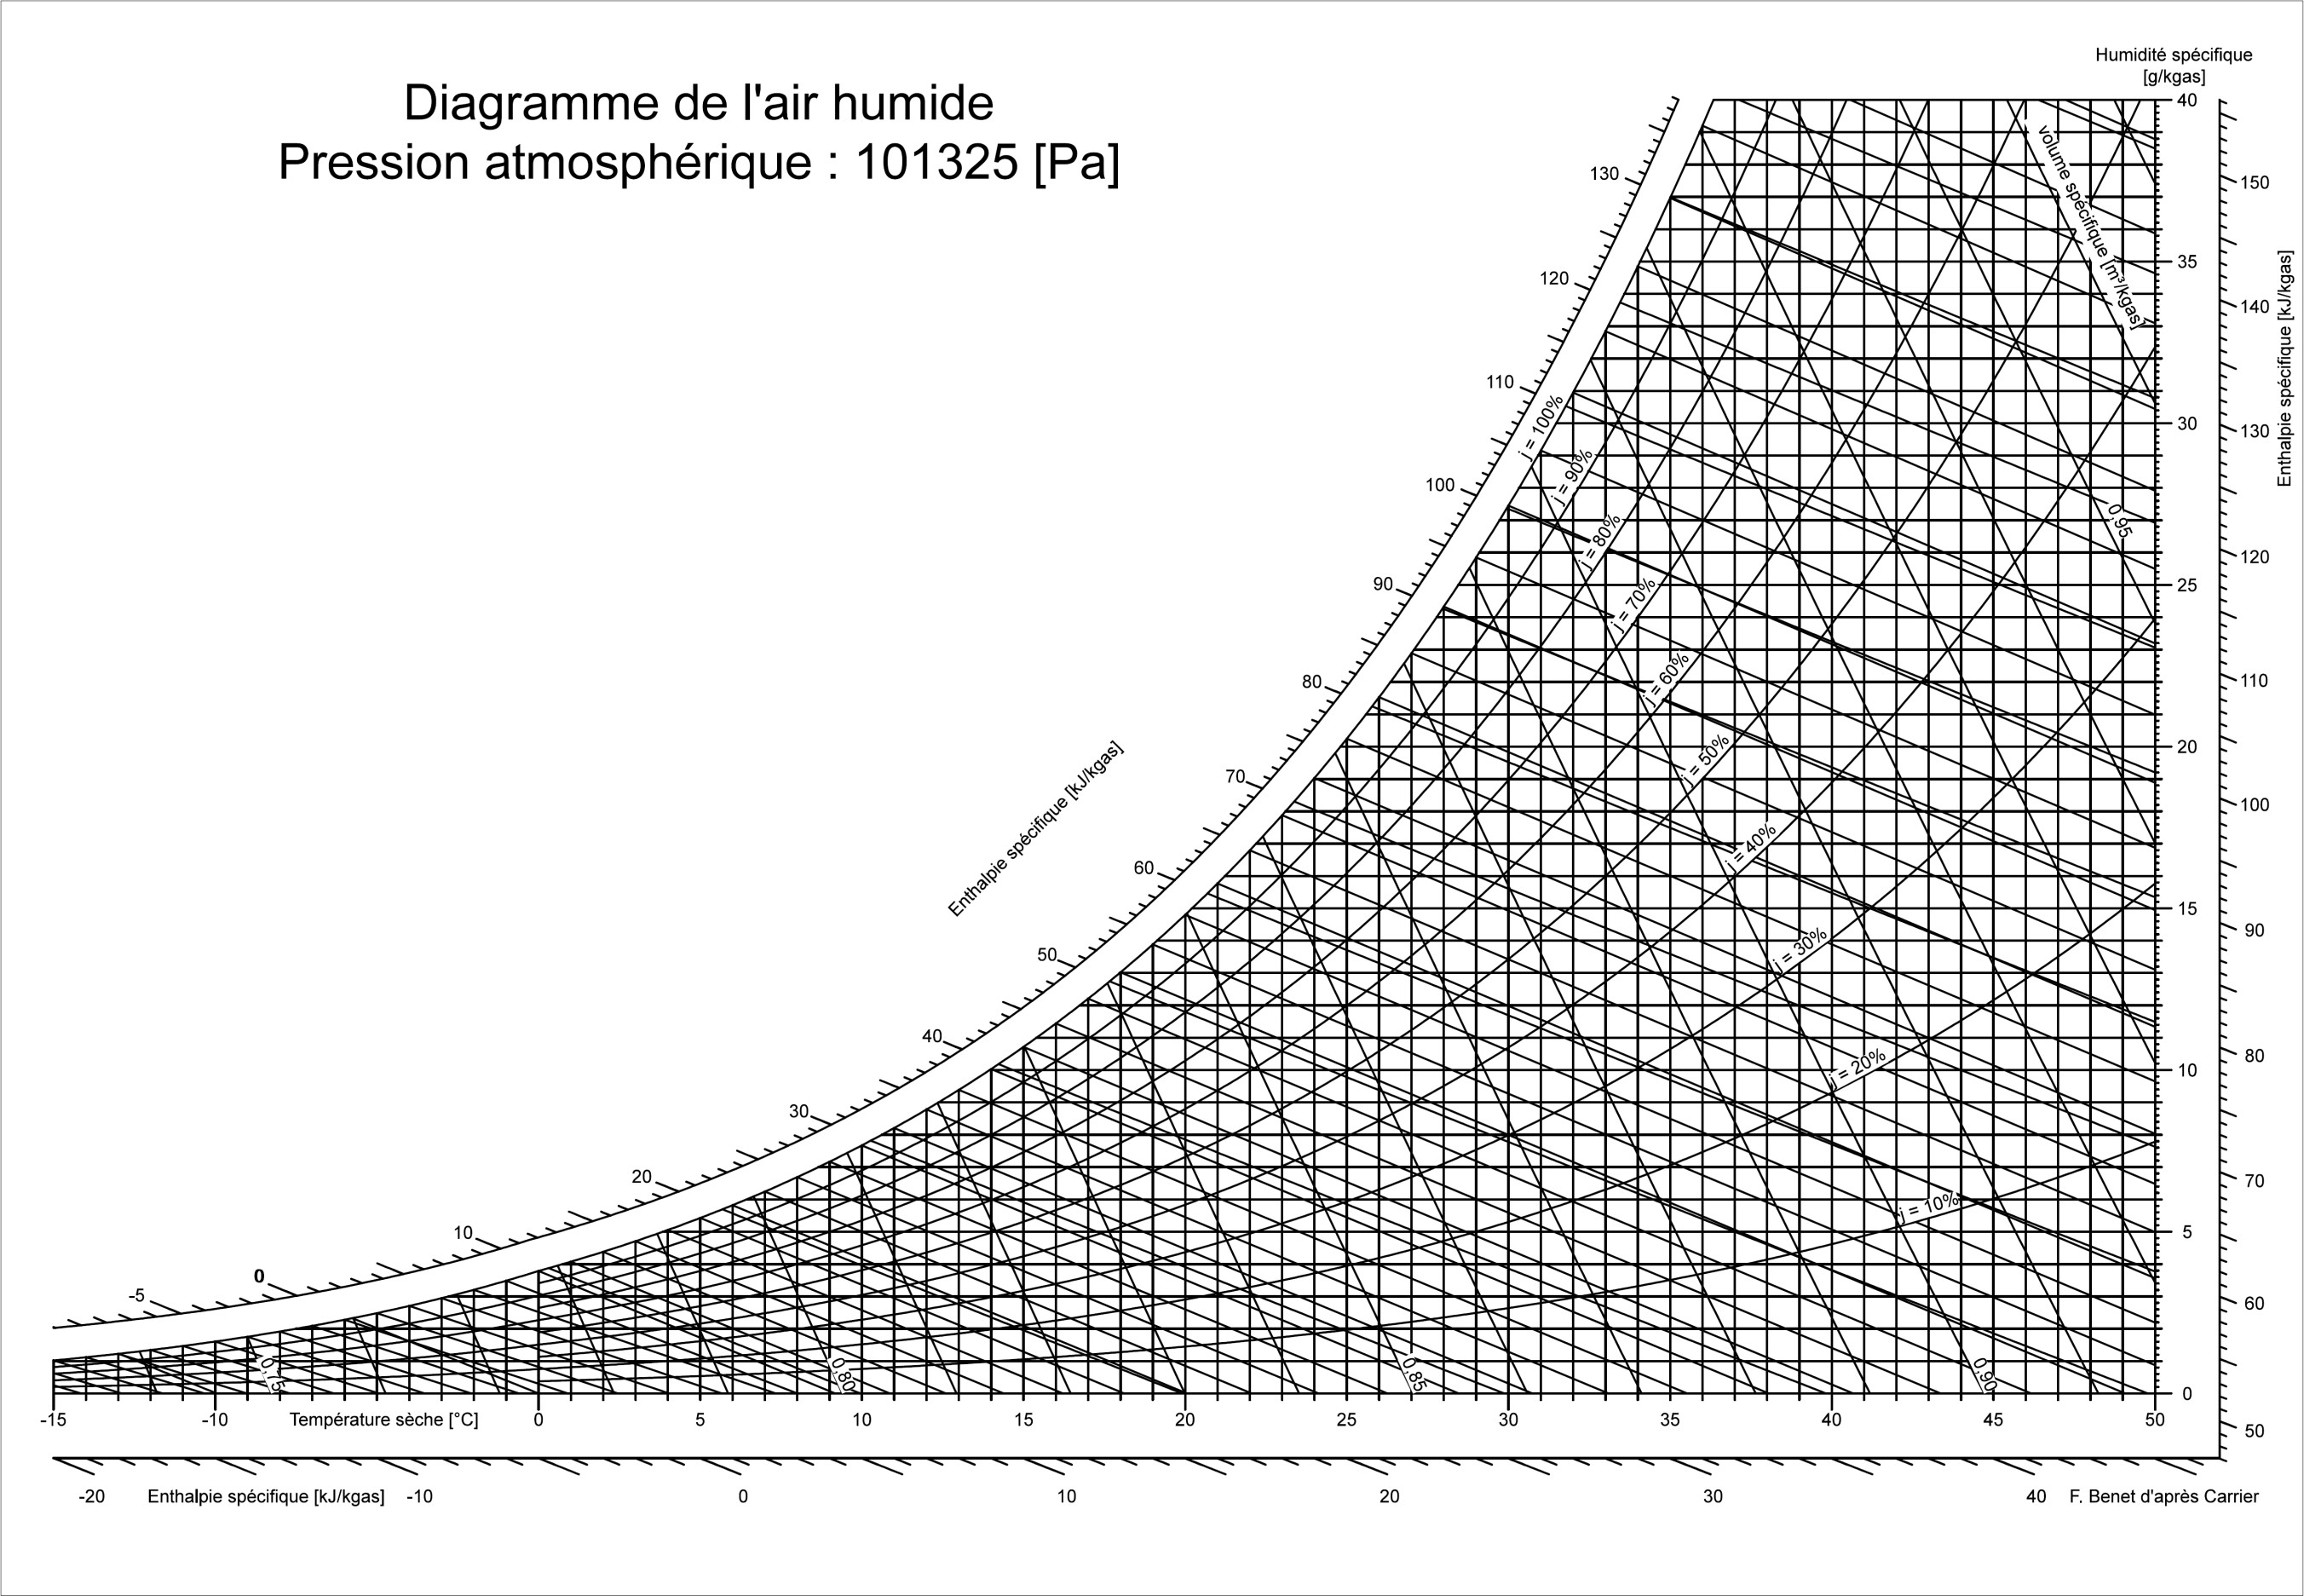 Humidité spécifique
[g/kgas]
Diagramme de l'air humide
Pression atmosphérique : 101325 [Pa]
40
35
30
25
20
15
10
5
0
150
140
130
120
110
100
90
80
70
60
50
Enthalpie spécifique [kJ/kgas]
130
120
110
100
90
80
70
60
50
40
30
20
10
0
-5
Enthalpie spécifique [kJ/kgas]
volume spécifique [m³/kgas]
0,95
j = 100%
j = 90%
j = 80%
j = 70%
j = 60%
j = 50%
j = 40%
j = 30%
j = 20%
j = 10%
0,75
0,80
0,85
0,90
-15 -10 Température sèche [°C] 0 5 10 15 20 25 30 35 40 45 50
-20 Enthalpie spécifique [kJ/kgas] -10 0 10 20 30 40 F. Benet d'après Carrier